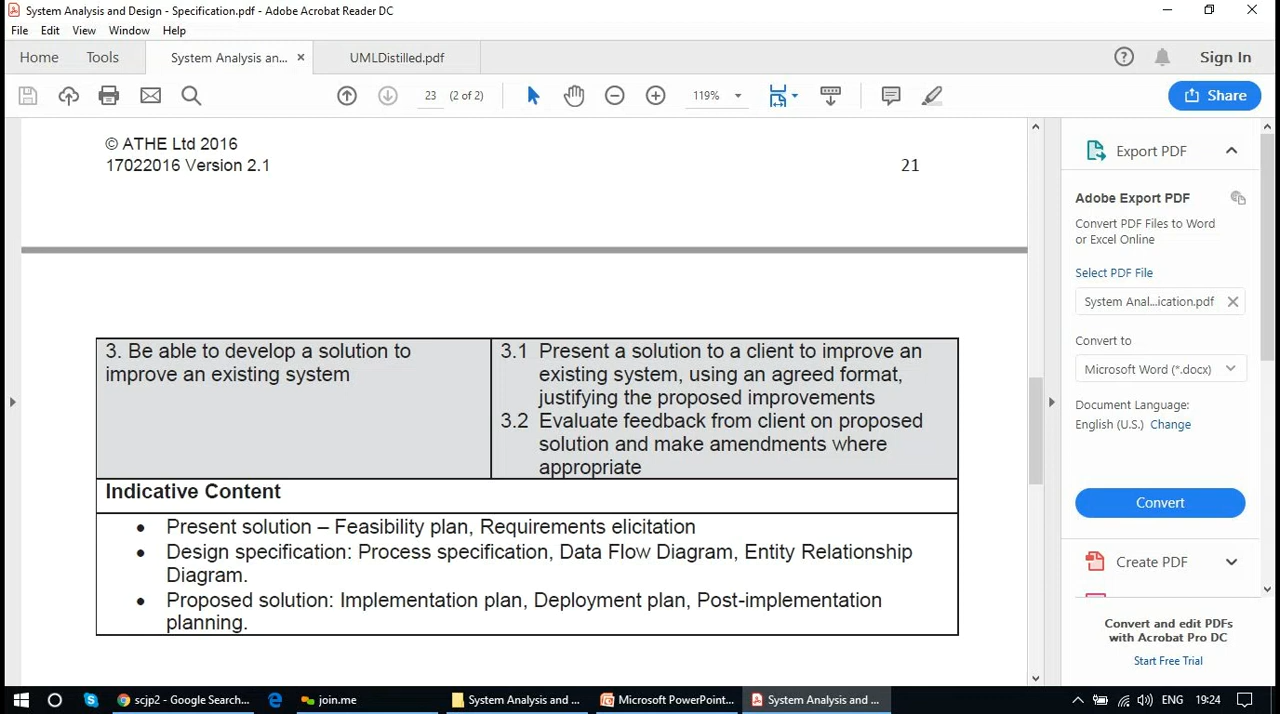 System Analysis and Design - Specification.pdf - Adobe Acrobat Reader DC
File Edit View Window Help
Home Tools System Analysis an... × UMLDistilled.pdf Sign In
23 (2 of 2) 119% Share
© ATHE Ltd 2016
17022016 Version 2.1 21
3. Be able to develop a solution to
improve an existing system
3.1 Present a solution to a client to improve an
existing system, using an agreed format,
justifying the proposed improvements
3.2 Evaluate feedback from client on proposed
solution and make amendments where
appropriate
Indicative Content
• Present solution – Feasibility plan, Requirements elicitation
• Design specification: Process specification, Data Flow Diagram, Entity Relationship
Diagram.
• Proposed solution: Implementation plan, Deployment plan, Post-implementation
planning.
Export PDF
Adobe Export PDF
Convert PDF Files to Word
or Excel Online
Select PDF File
System Anal...ication.pdf
Convert to
Microsoft Word (*.docx)
Document Language:
English (U.S.) Change
Convert
Create PDF
Convert and edit PDFs
with Acrobat Pro DC
Start Free Trial
scjp2 - Google Search... join.me System Analysis and ... Microsoft PowerPoint... System Analysis and ... ENG 19:24